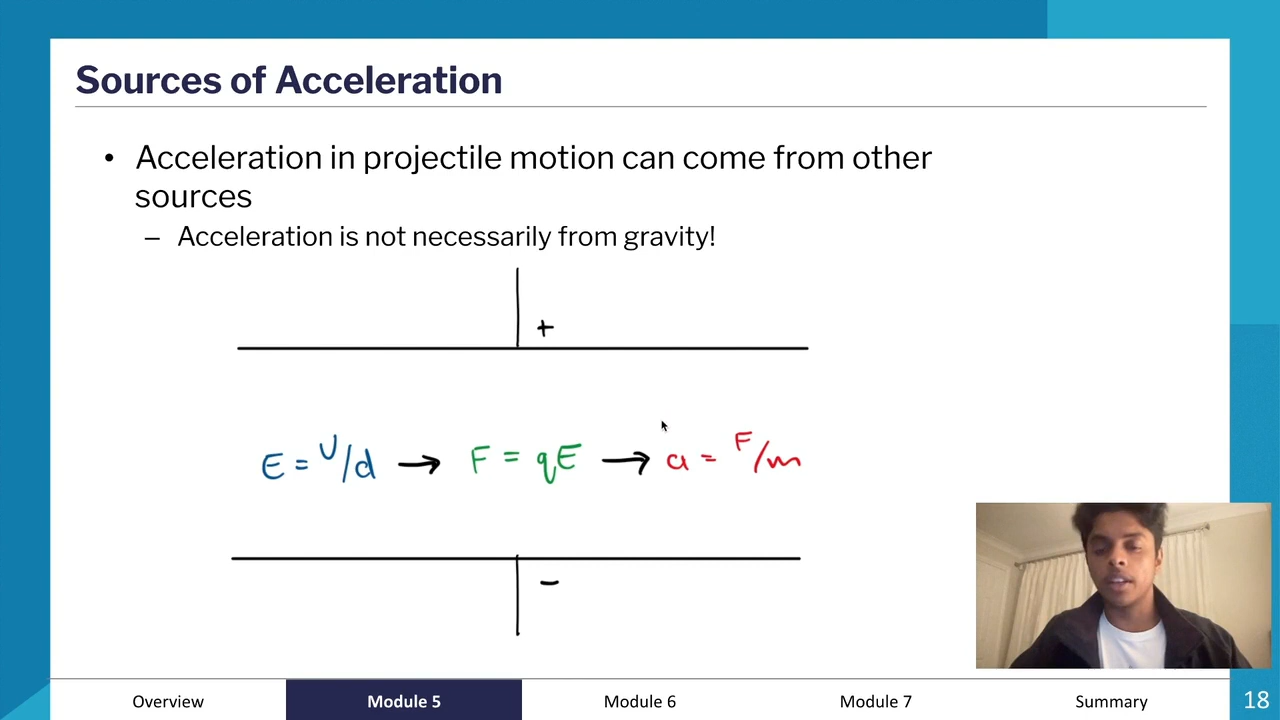 Sources of Acceleration
• Acceleration in projectile motion can come from other
sources
– Acceleration is not necessarily from gravity!
+
E = V/d → F = qE → a = F/m
−
Overview Module 5 Module 6 Module 7 Summary 18